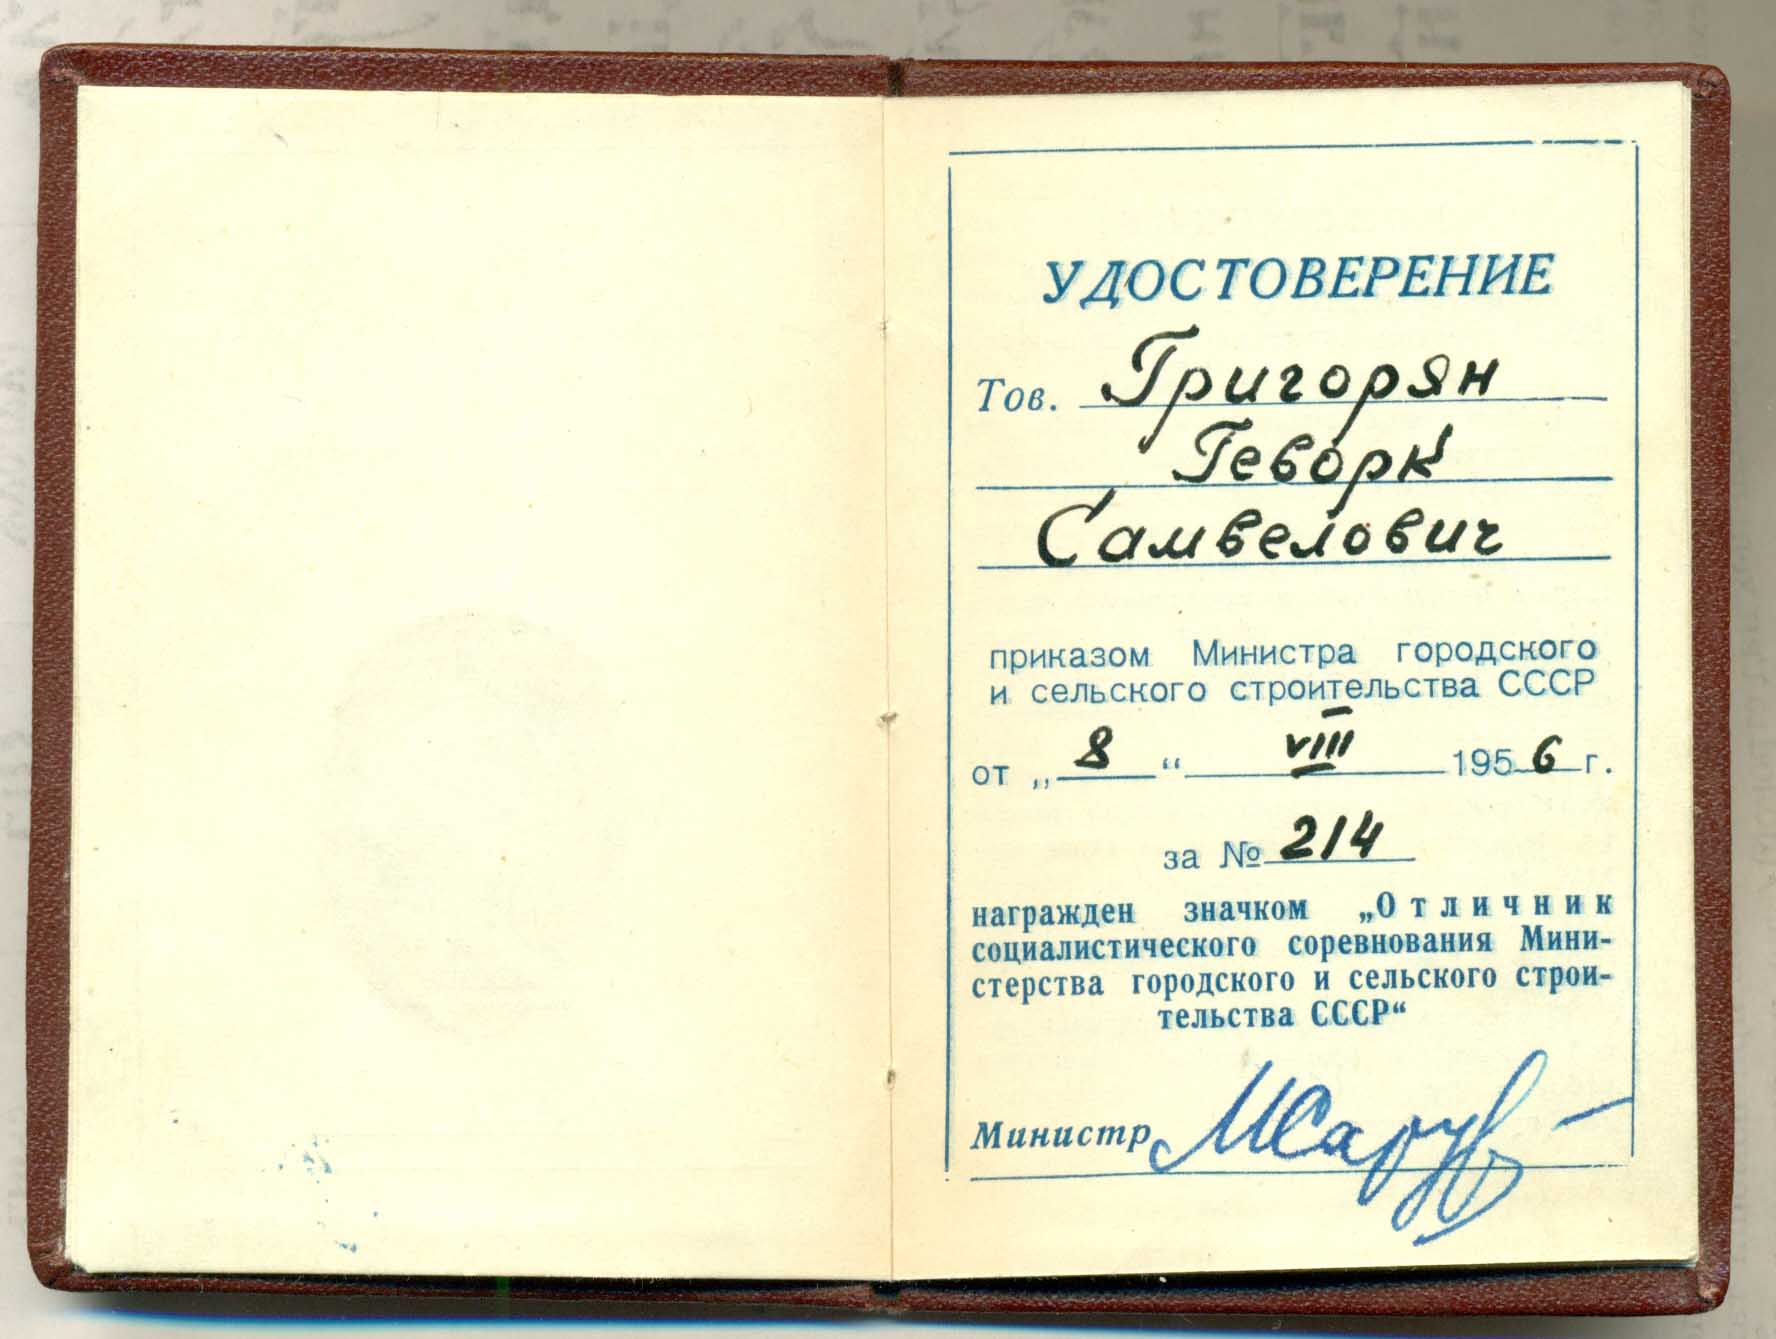 УДОСТОВЕРЕНИЕ
Тов. Григорян
Геворк
Самвелович
приказом Министра городского
и сельского строительства СССР
от „ 8 “ VIII 1956 г.
за № 214
награжден значком „Отличник
социалистического соревнования Мини-
стерства городского и сельского строи-
тельства СССР“
Министр